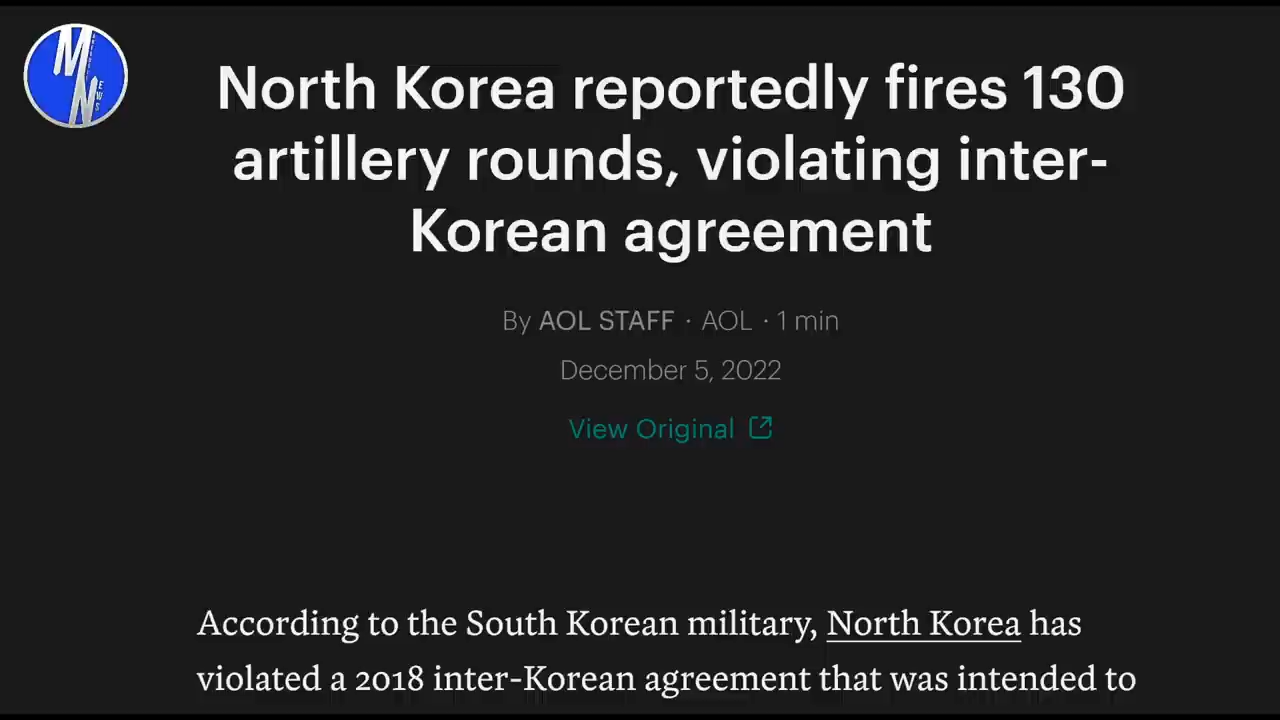 North Korea reportedly fires 130
artillery rounds, violating inter-
Korean agreement
By AOL STAFF · AOL · 1 min
December 5, 2022
View Original
According to the South Korean military, North Korea has
violated a 2018 inter-Korean agreement that was intended to